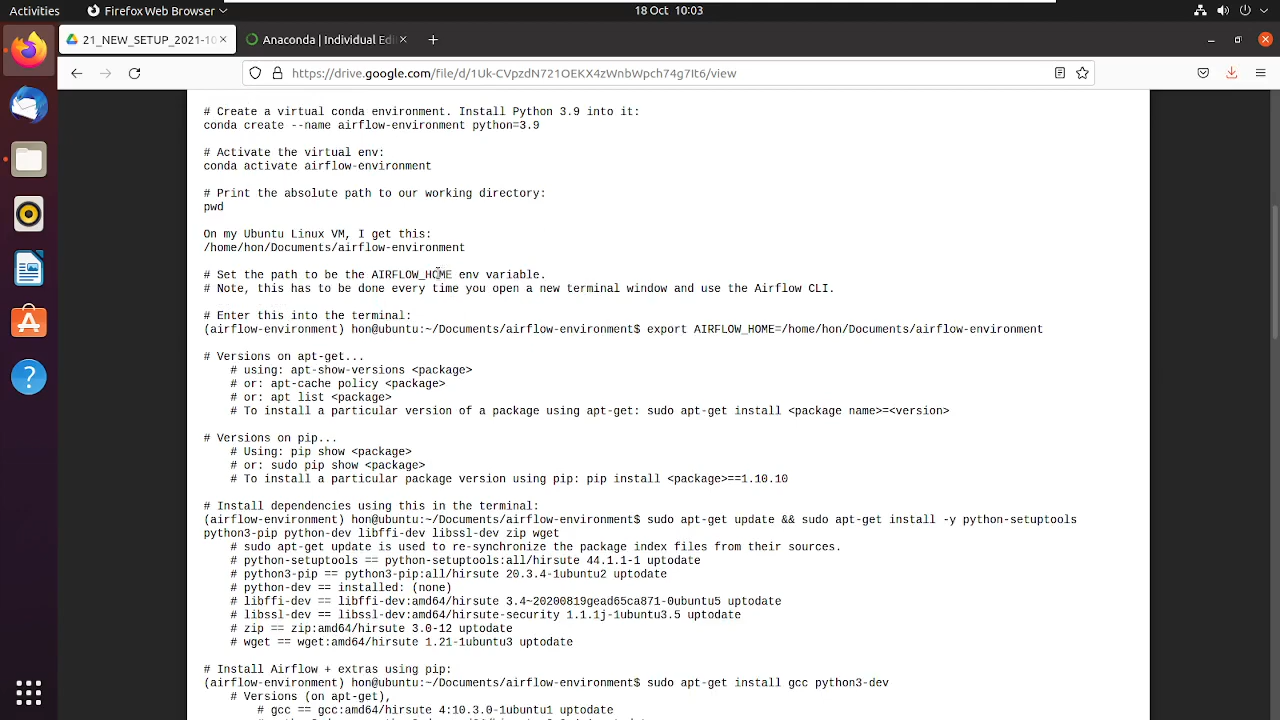 Activities
Firefox Web Browser
18 Oct 10:03
21_NEW_SETUP_2021-10
Anaconda | Individual Edi
https://drive.google.com/file/d/1Uk-CVpzdN721OEKX4zWnbWpch74g7It6/view
# Create a virtual conda environment. Install Python 3.9 into it:
conda create --name airflow-environment python=3.9
# Activate the virtual env:
conda activate airflow-environment
# Print the absolute path to our working directory:
pwd
On my Ubuntu Linux VM, I get this:
/home/hon/Documents/airflow-environment
# Set the path to be the AIRFLOW_HOME env variable.
# Note, this has to be done every time you open a new terminal window and use the Airflow CLI.
# Enter this into the terminal:
(airflow-environment) hon@ubuntu:~/Documents/airflow-environment$ export AIRFLOW_HOME=/home/hon/Documents/airflow-environment
# Versions on apt-get...
# using: apt-show-versions <package>
# or: apt-cache policy <package>
# or: apt list <package>
# To install a particular version of a package using apt-get: sudo apt-get install <package name>=<version>
# Versions on pip...
# Using: pip show <package>
# or: sudo pip show <package>
# To install a particular package version using pip: pip install <package>==1.10.10
# Install dependencies using this in the terminal:
(airflow-environment) hon@ubuntu:~/Documents/airflow-environment$ sudo apt-get update && sudo apt-get install -y python-setuptools
python3-pip python-dev libffi-dev libssl-dev zip wget
# sudo apt-get update is used to re-synchronize the package index files from their sources.
# python-setuptools == python-setuptools:all/hirsute 44.1.1-1 uptodate
# python3-pip == python3-pip:all/hirsute 20.3.4-1ubuntu2 uptodate
# python-dev == installed: (none)
# libffi-dev == libffi-dev:amd64/hirsute 3.4~20200819gead65ca871-0ubuntu5 uptodate
# libssl-dev == libssl-dev:amd64/hirsute-security 1.1.1j-1ubuntu3.5 uptodate
# zip == zip:amd64/hirsute 3.0-12 uptodate
# wget == wget:amd64/hirsute 1.21-1ubuntu3 uptodate
# Install Airflow + extras using pip:
(airflow-environment) hon@ubuntu:~/Documents/airflow-environment$ sudo apt-get install gcc python3-dev
# Versions (on apt-get),
# gcc == gcc:amd64/hirsute 4:10.3.0-1ubuntu1 uptodate